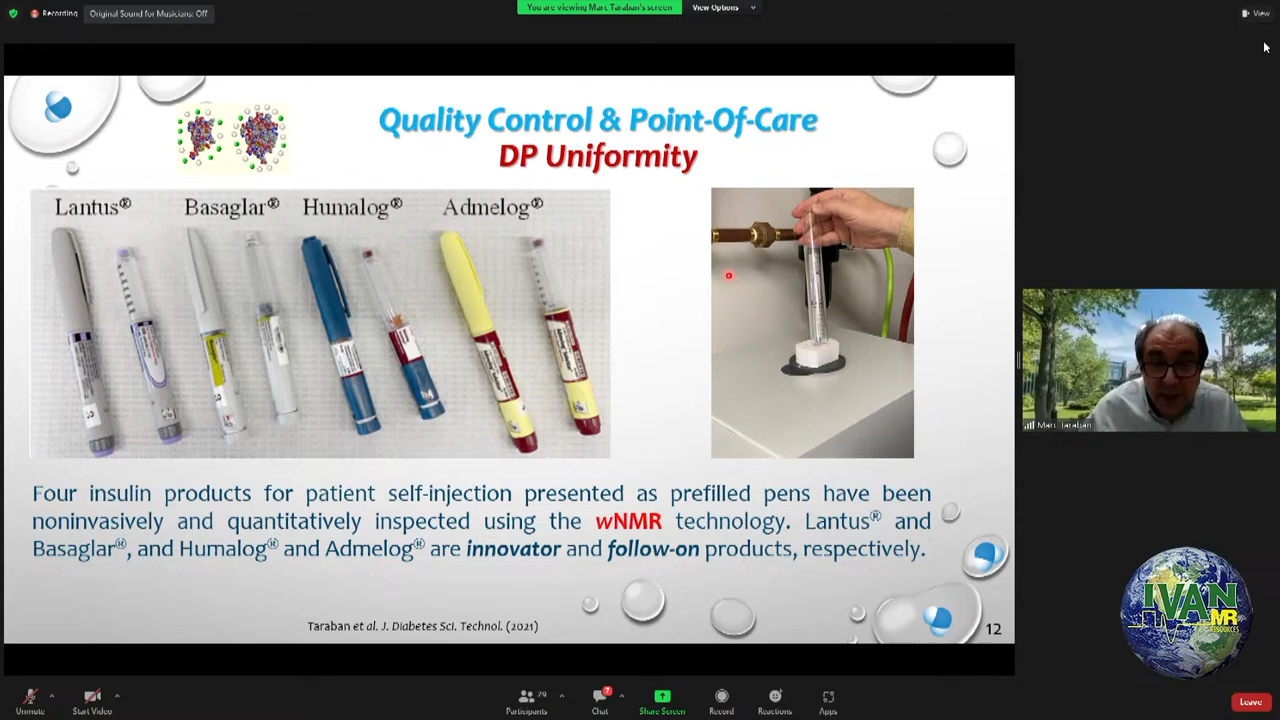 Recording
Original Sound for Musicians: Off
You are viewing Marc Taraban's screen
View Options
View
Quality Control & Point-Of-Care
DP Uniformity
Lantus® Basaglar® Humalog® Admelog®
Four insulin products for patient self-injection presented as prefilled pens have been
noninvasively and quantitatively inspected using the wNMR technology. Lantus® and
Basaglar®, and Humalog® and Admelog® are innovator and follow-on products, respectively.
Taraban et al. J. Diabetes Sci. Technol. (2021)
12
Marc Taraban
IVAN
MR
RESOURCES
Unmute
Start Video
Participants
29
Chat
7
Share Screen
Record
Reactions
Apps
Leave